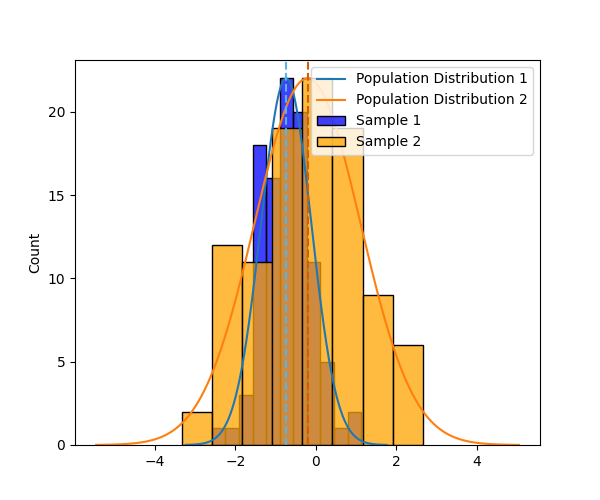 Population Distribution 1
Population Distribution 2
Sample 1
Sample 2
Count
20
15
10
5
0
−4 −2 0 2 4